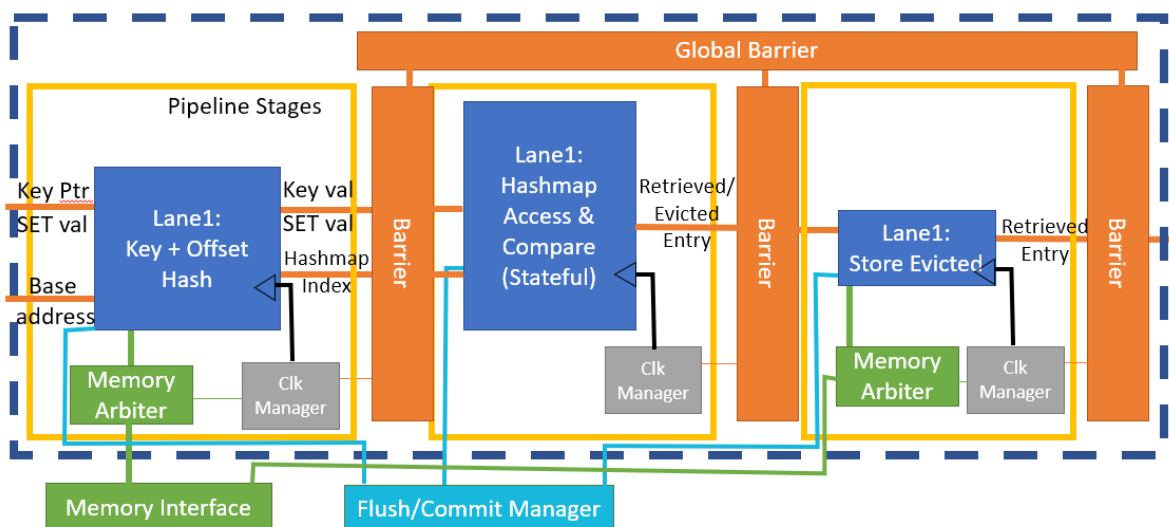 Global Barrier
Pipeline Stages
Key Ptr
SET val
Base
address
Lane1:
Key + Offset
Hash
Key val
SET val
Hashmap
Index
Memory
Arbiter
Clk
Manager
Barrier
Lane1:
Hashmap
Access &
Compare
(Stateful)
Retrieved/
Evicted
Entry
Clk
Manager
Barrier
Lane1:
Store Evicted
Retrieved
Entry
Memory
Arbiter
Clk
Manager
Barrier
Memory Interface
Flush/Commit Manager